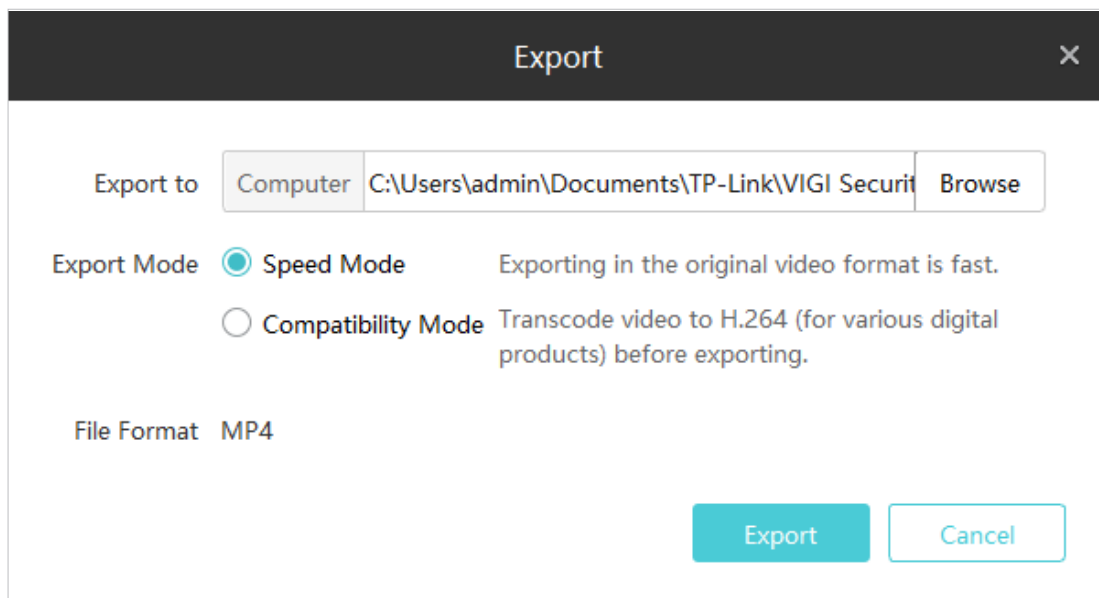 Export
Export to Computer C:\Users\admin\Documents\TP-Link\VIGI Securit Browse
Export Mode Speed Mode Exporting in the original video format is fast.
Compatibility Mode Transcode video to H.264 (for various digital
products) before exporting.
File Format MP4
Export Cancel